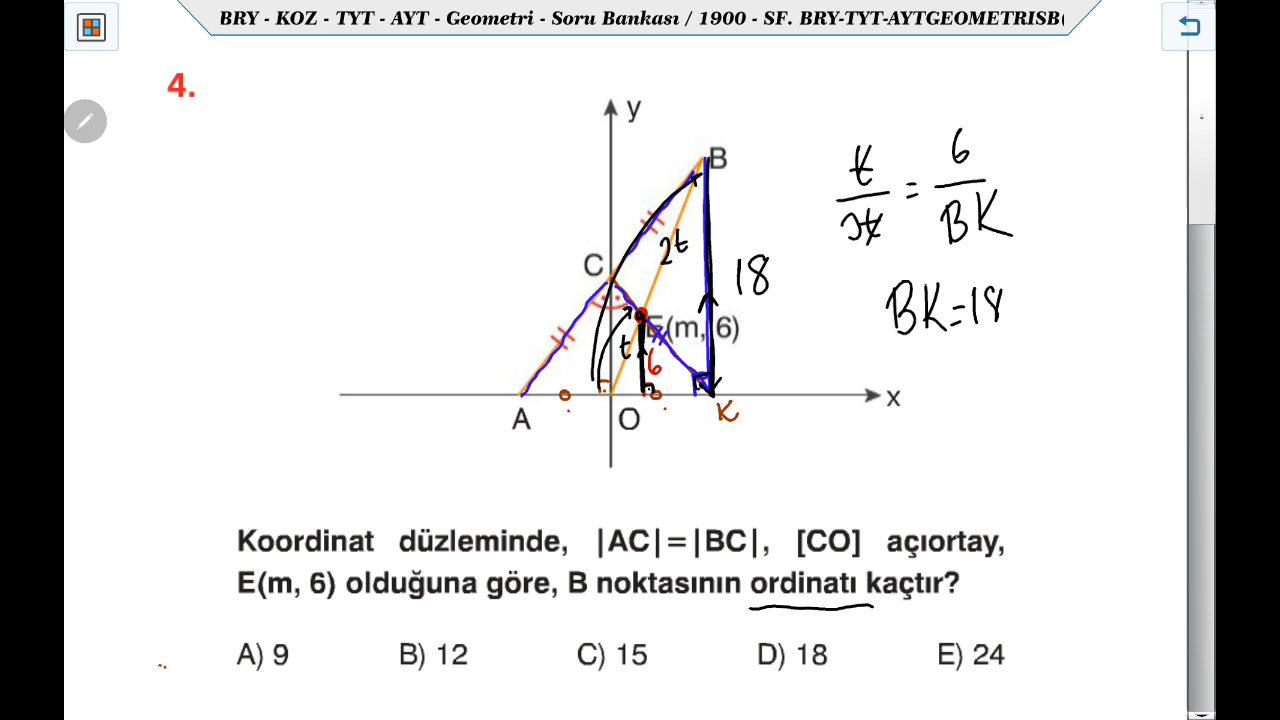 BRY - KOZ - TYT - AYT - Geometri - Soru Bankası / 1900 - SF. BRY-TYT-AYTGEOMETRISB(
4.
y
B
t/3t = 6/BK
2t
C
18
BK=18
E(m, 6)
t
6
x
A
O
K
Koordinat düzleminde, |AC|=|BC|, [CO] açıortay,
E(m, 6) olduğuna göre, B noktasının ordinatı kaçtır?
A) 9 B) 12 C) 15 D) 18 E) 24